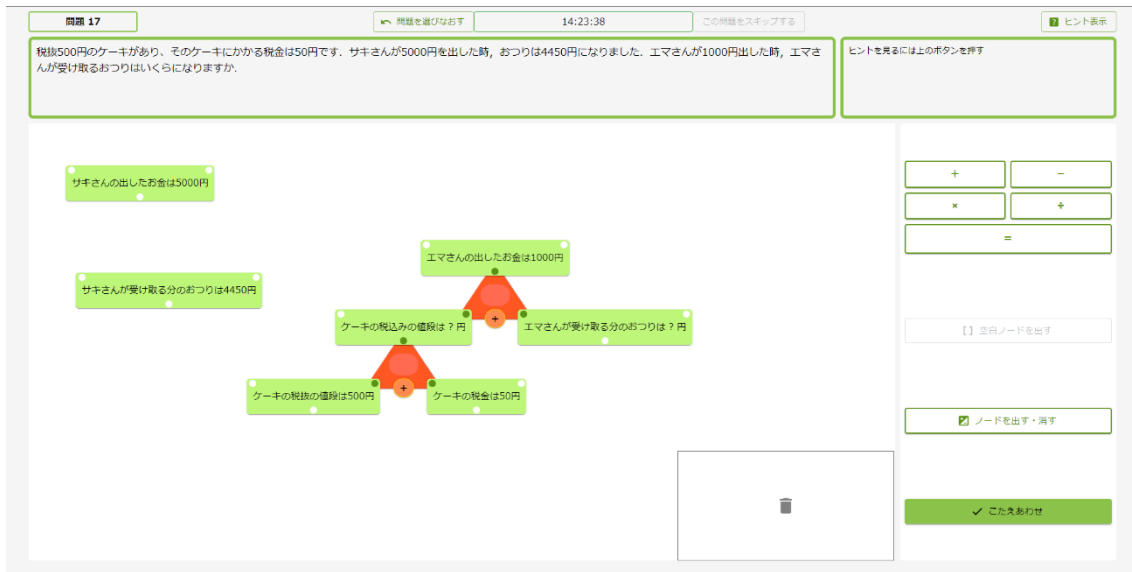 問題 17
問題を選びなおす
14:23:38
この問題をスキップする
ヒント表示
税抜500円のケーキがあり、そのケーキにかかる税金は50円です．サキさんが5000円を出した時，おつりは4450円になりました．エマさんが1000円出した時，エマさ
んが受け取るおつりはいくらになりますか．
ヒントを見るには上のボタンを押す
サキさんの出したお金は5000円
サキさんが受け取る分のおつりは4450円
エマさんの出したお金は1000円
+
ケーキの税込みの値段は？円
エマさんが受け取る分のおつりは？円
+
ケーキの税抜の値段は500円
ケーキの税金は50円
+
−
×
÷
=
[ ] 空白ノードを出す
ノードを出す・消す
こたえあわせ